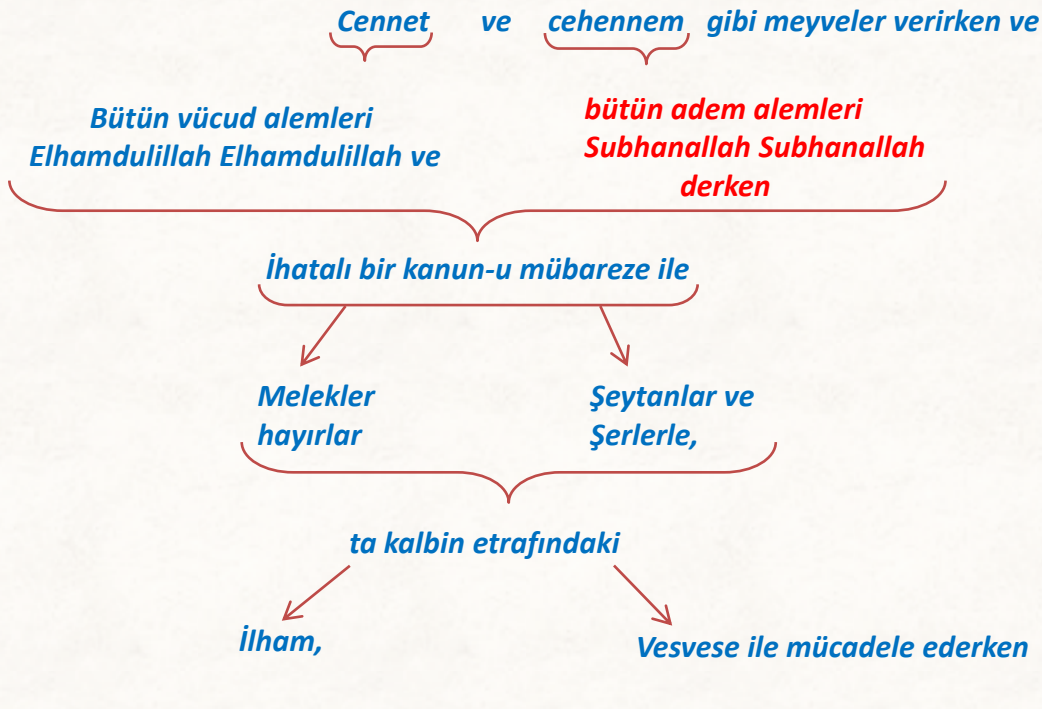 Cennet ve cehennem gibi meyveler verirken ve
Bütün vücud alemleri
Elhamdulillah Elhamdulillah ve
bütün adem alemleri
Subhanallah Subhanallah
derken
İhatalı bir kanun-u mübareze ile
Melekler
hayırlar
Şeytanlar ve
Şerlerle,
ta kalbin etrafındaki
İlham,
Vesvese ile mücadele ederken